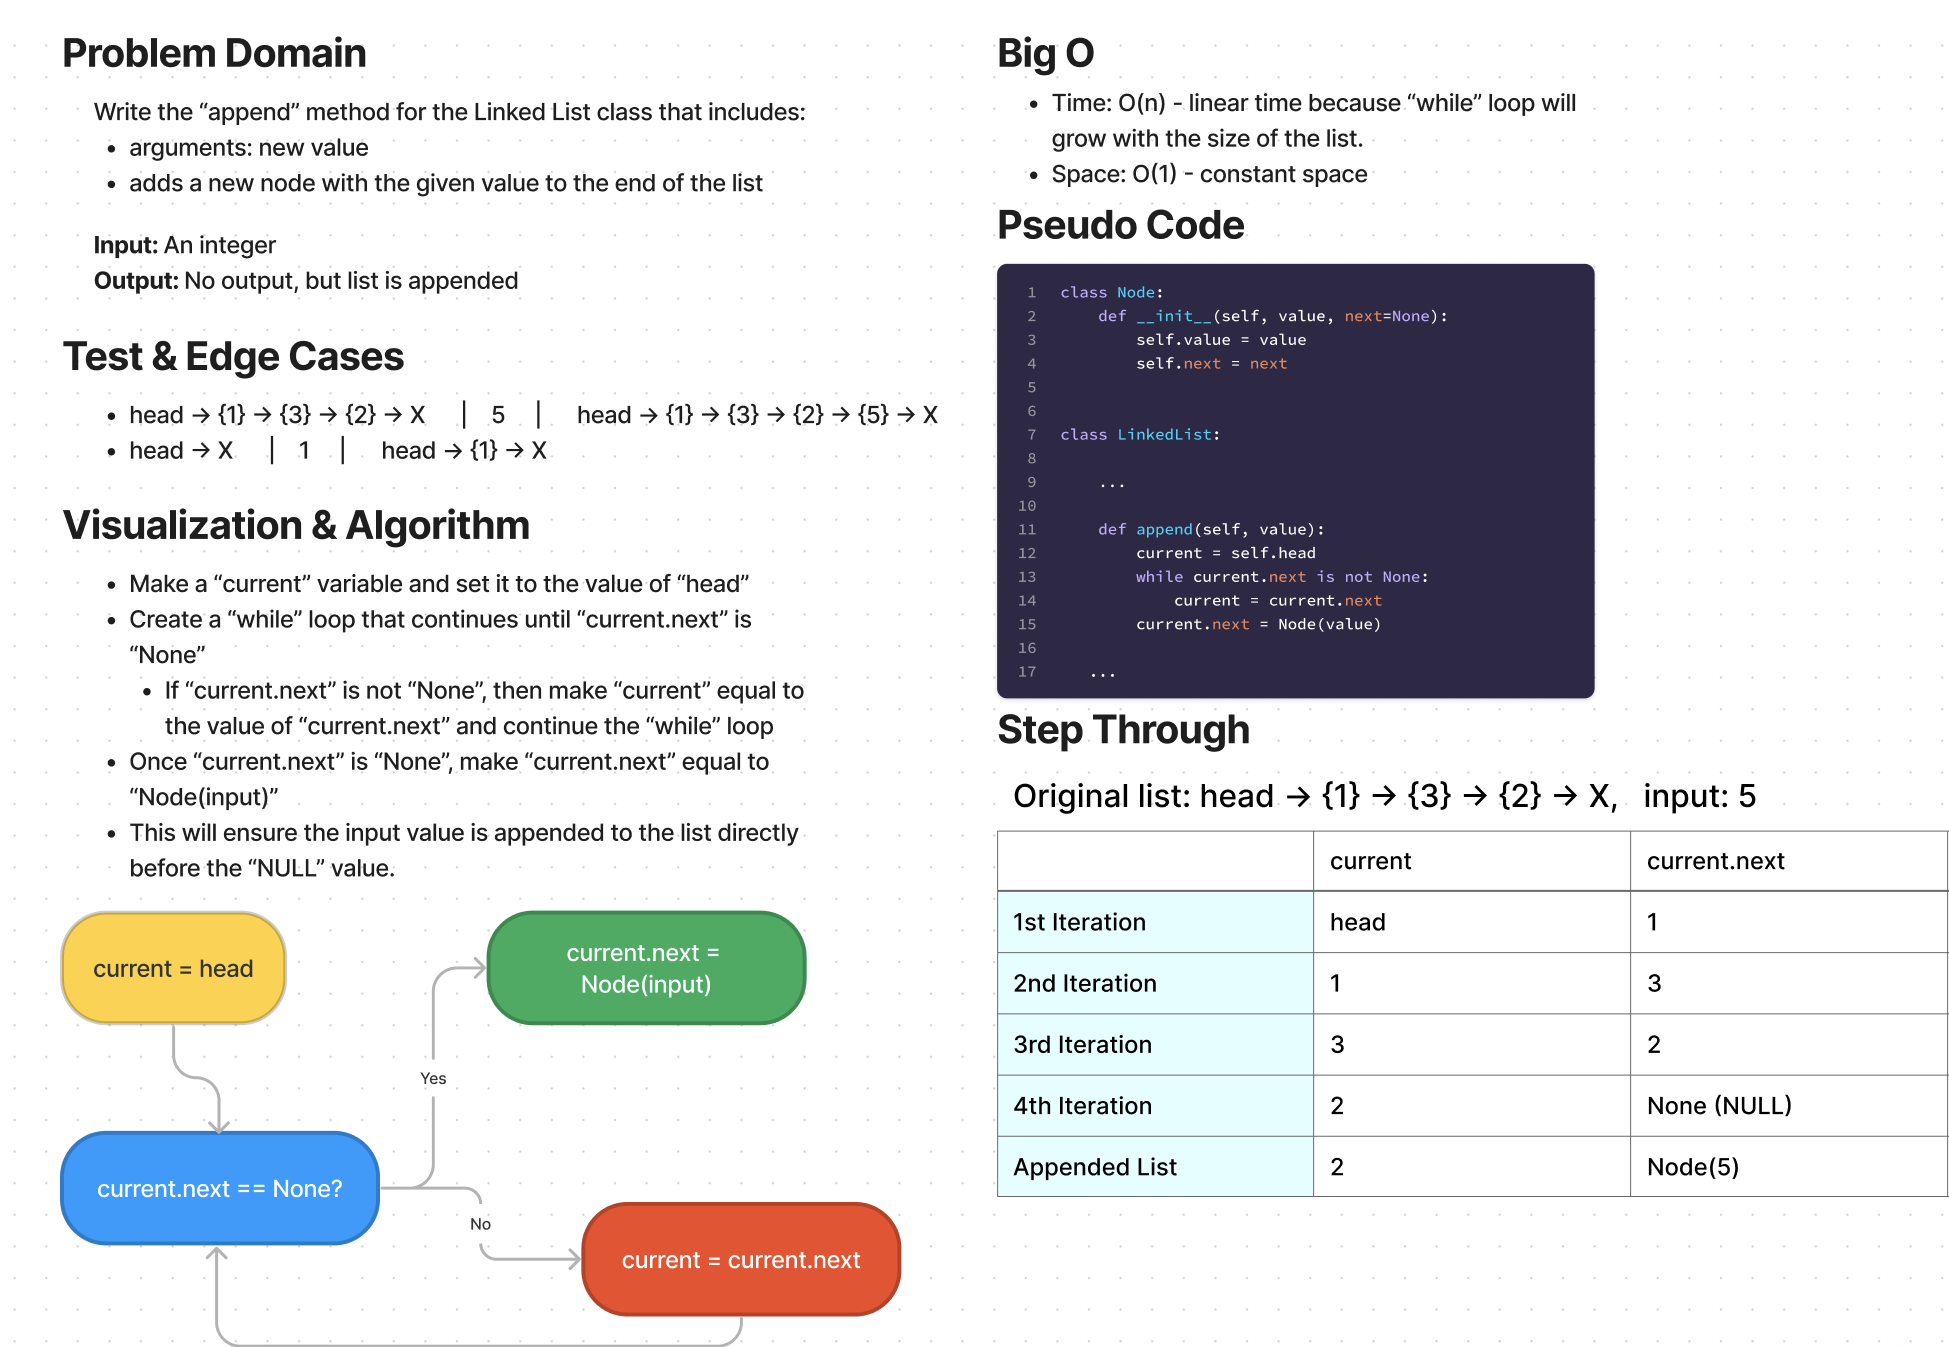 Problem Domain
Write the “append” method for the Linked List class that includes:
• arguments: new value
• adds a new node with the given value to the end of the list
Input: An integer
Output: No output, but list is appended
Test & Edge Cases
• head → {1} → {3} → {2} → X | 5 | head → {1} → {3} → {2} → {5} → X
• head → X | 1 | head → {1} → X
Visualization & Algorithm
• Make a “current” variable and set it to the value of “head”
• Create a “while” loop that continues until “current.next” is
“None”
• If “current.next” is not “None”, then make “current” equal to
the value of “current.next” and continue the “while” loop
• Once “current.next” is “None”, make “current.next” equal to
“Node(input)”
• This will ensure the input value is appended to the list directly
before the “NULL” value.
current = head
current.next =
Node(input)
Yes
current.next == None?
No
current = current.next
Big O
• Time: O(n) - linear time because “while” loop will
grow with the size of the list.
• Space: O(1) - constant space
Pseudo Code
1 class Node:
2     def __init__(self, value, next=None):
3         self.value = value
4         self.next = next
5
6
7 class LinkedList:
8
9     ...
10
11     def append(self, value):
12         current = self.head
13         while current.next is not None:
14             current = current.next
15         current.next = Node(value)
16
17    ...
Step Through
Original list: head → {1} → {3} → {2} → X, input: 5
current current.next
1st Iteration head 1
2nd Iteration 1 3
3rd Iteration 3 2
4th Iteration 2 None (NULL)
Appended List 2 Node(5)